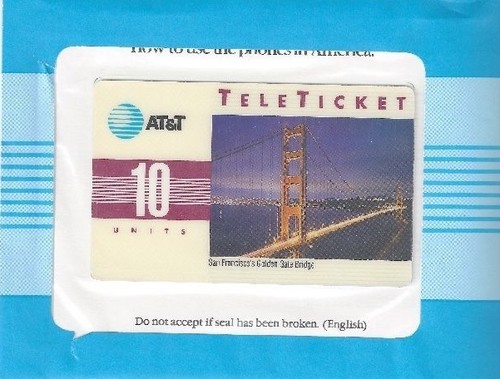 How to use the phones in America.
TELETICKET
AT&T
10
UNITS
San Francisco's Golden Gate Bridge
Do not accept if seal has been broken. (English)